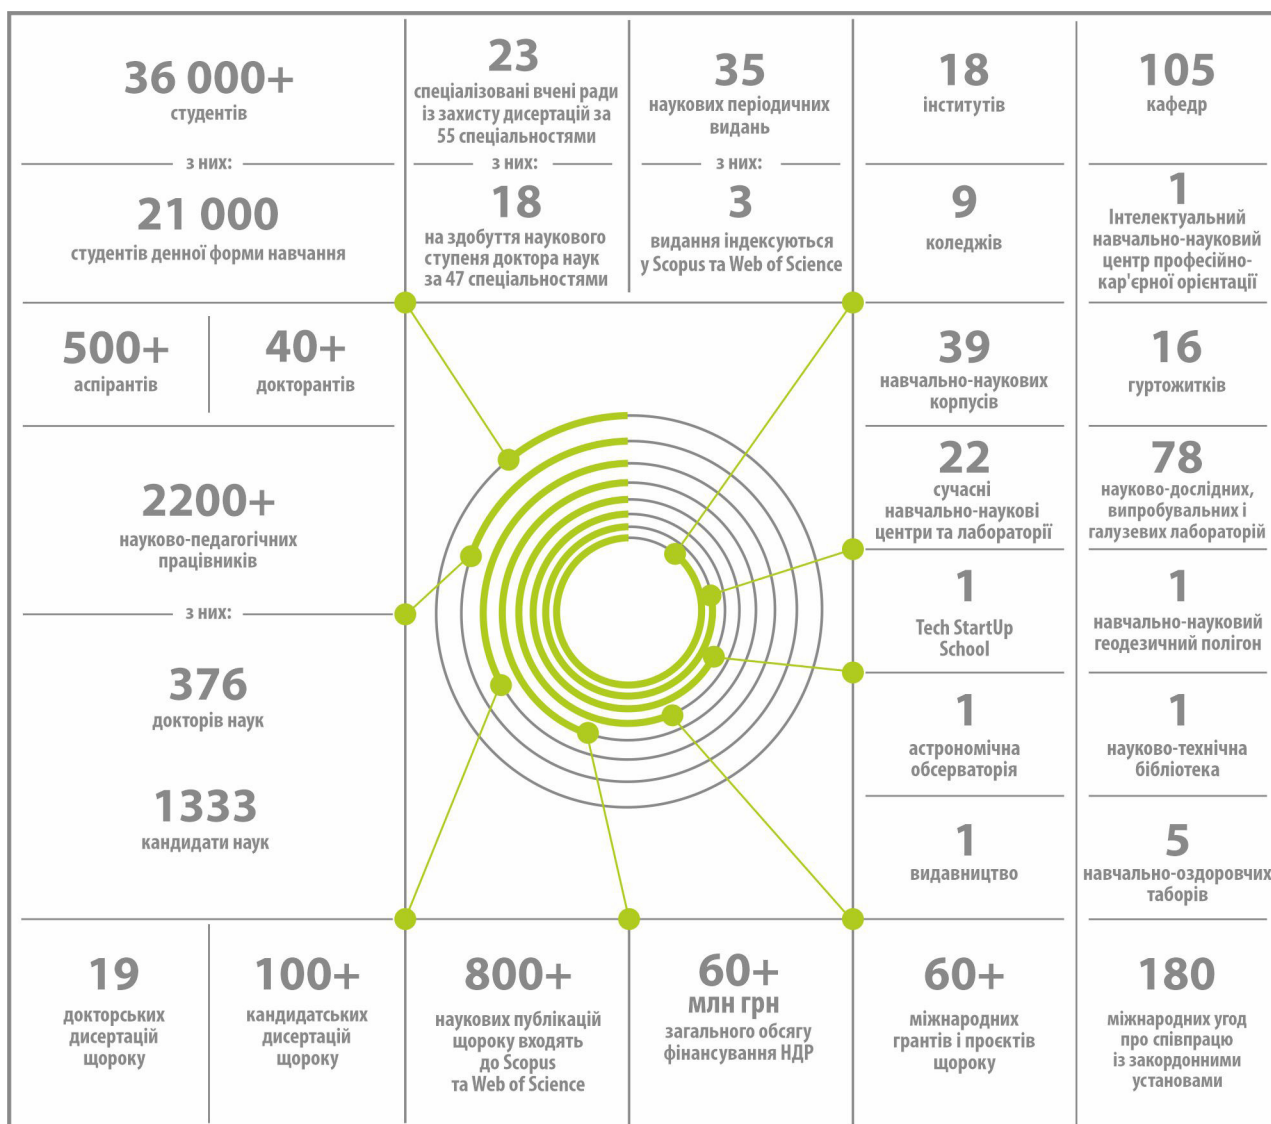 36 000+
студентів
з них:
21 000
студентів денної форми навчання
23
спеціалізовані вчені ради
із захисту дисертацій за
55 спеціальностями
з них:
18
на здобуття наукового
ступеня доктора наук
за 47 спеціальностями
35
наукових періодичних
видань
з них:
3
видання індексуються
у Scopus та Web of Science
18
інститутів
105
кафедр
9
коледжів
1
Інтелектуальний
навчально-науковий
центр професійно-
кар'єрної орієнтації
500+
аспірантів
40+
докторантів
39
навчально-наукових
корпусів
16
гуртожитків
2200+
науково-педагогічних
працівників
з них:
376
докторів наук
1333
кандидати наук
22
сучасні
навчально-наукові
центри та лабораторії
78
науково-дослідних,
випробувальних і
галузевих лабораторій
1
Tech StartUp
School
1
навчально-науковий
геодезичний полігон
1
астрономічна
обсерваторія
1
науково-технічна
бібліотека
1
видавництво
5
навчально-оздоровчих
таборів
19
докторських
дисертацій
щороку
100+
кандидатських
дисертацій
щороку
800+
наукових публікацій
щороку входять
до Scopus
та Web of Science
60+
млн грн
загального обсягу
фінансування НДР
60+
міжнародних
грантів і проєктів
щороку
180
міжнародних угод
про співпрацю
із закордонними
установами